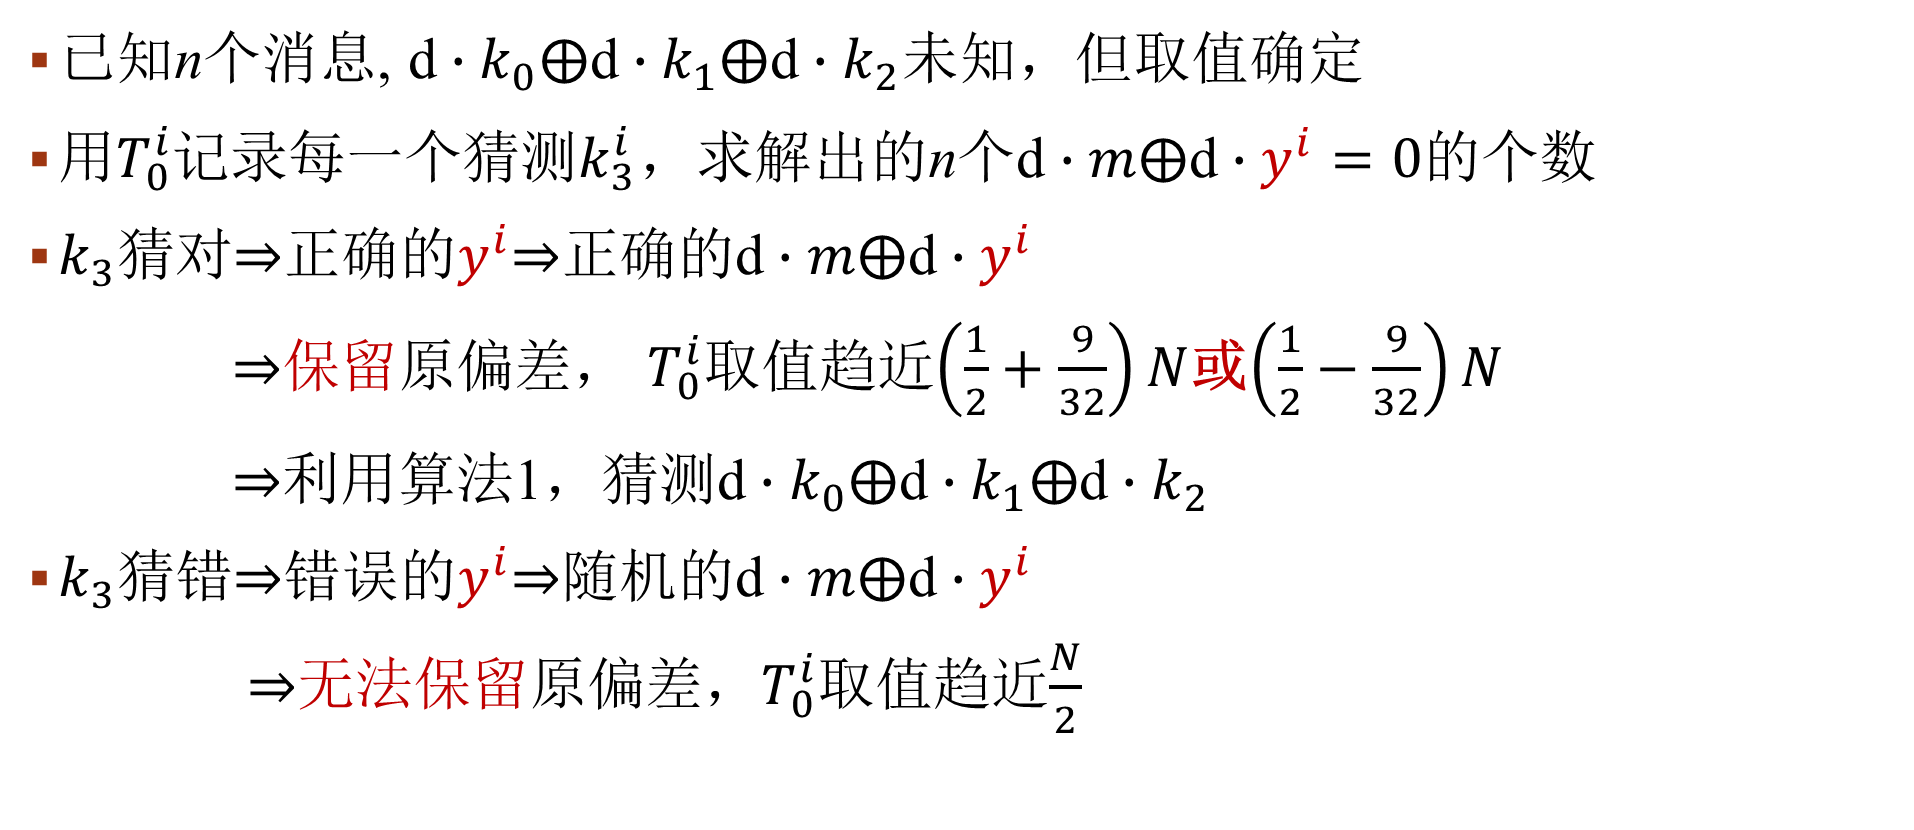 ▪已知n个消息, d · k₀⊕d · k₁⊕d · k₂未知，但取值确定
▪用T₀ⁱ记录每一个猜测k₃ⁱ，求解出的n个d · m⊕d · yⁱ = 0的个数
▪k₃猜对⇒正确的yⁱ⇒正确的d · m⊕d · yⁱ
⇒保留原偏差， T₀ⁱ取值趋近(1/2 + 9/32) N或(1/2 − 9/32) N
⇒利用算法1，猜测d · k₀⊕d · k₁⊕d · k₂
▪k₃猜错⇒错误的yⁱ⇒随机的d · m⊕d · yⁱ
⇒无法保留原偏差，T₀ⁱ取值趋近N/2